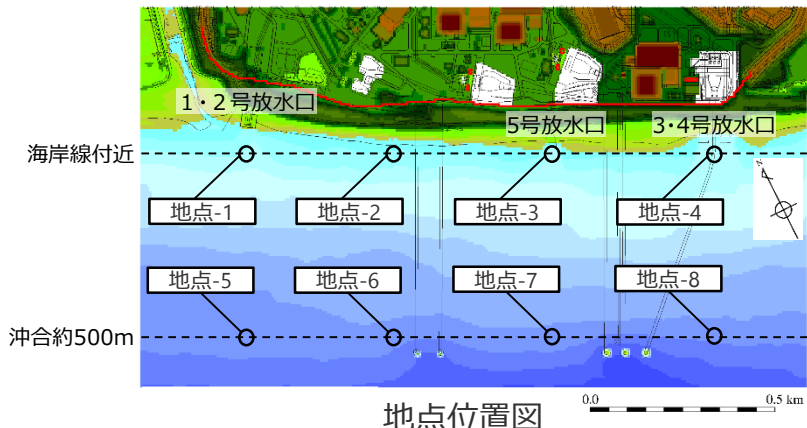 1・2号放水口
5号放水口
3・4号放水口
海岸線付近
地点-1
地点-2
地点-3
地点-4
N
地点-5
地点-6
地点-7
地点-8
沖合約500m
地点位置図
0.0
0.5 km